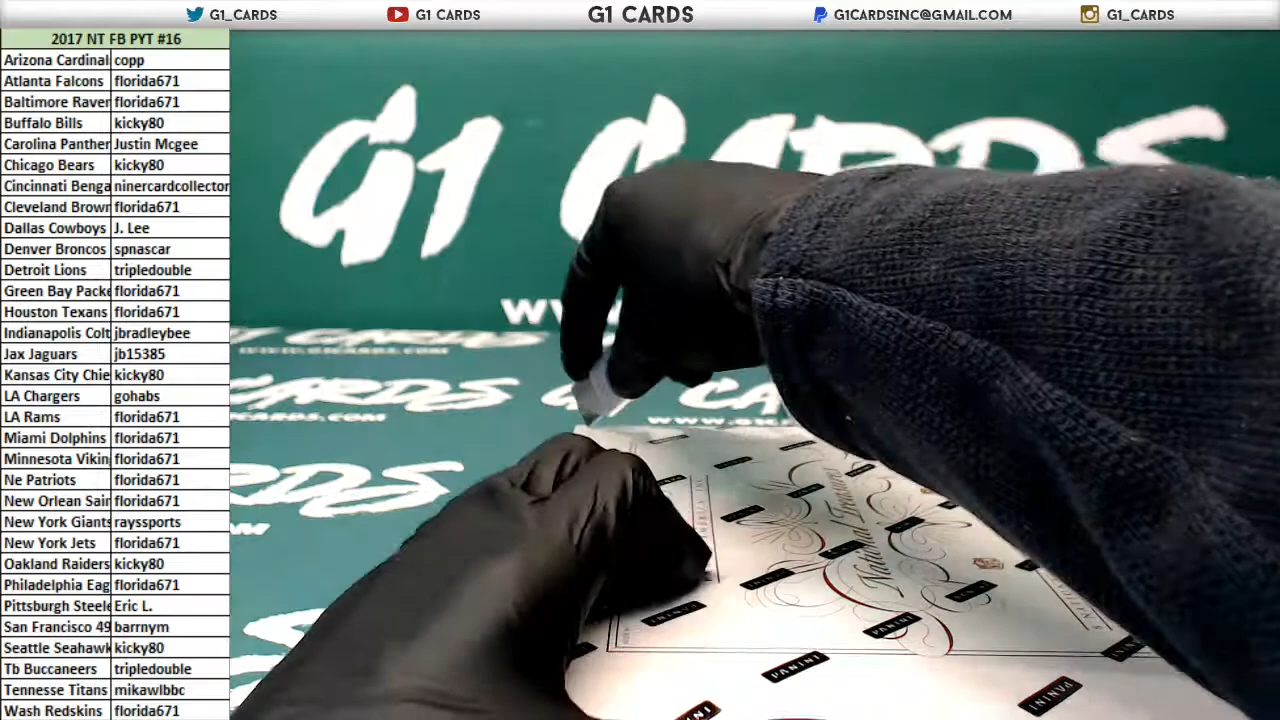 G1_CARDS G1 CARDS G1 CARDS G1CARDSINC@GMAIL.COM G1_CARDS
2017 NT FB PYT #16
Arizona Cardinal copp
Atlanta Falcons florida671
Baltimore Raver florida671
Buffalo Bills kicky80
Carolina Panther Justin Mcgee
Chicago Bears kicky80
Cincinnati Benga ninercardcollector
Cleveland Brown florida671
Dallas Cowboys J. Lee
Denver Broncos spnascar
Detroit Lions tripledouble
Green Bay Packe florida671
Houston Texans florida671
Indianapolis Colt jbradleybee
Jax Jaguars jb15385
Kansas City Chie kicky80
LA Chargers gohabs
LA Rams florida671
Miami Dolphins florida671
Minnesota Vikin florida671
Ne Patriots florida671
New Orlean Sain florida671
New York Giants rayssports
New York Jets florida671
Oakland Raiders kicky80
Philadelphia Eag florida671
Pittsburgh Steele Eric L.
San Francisco 49 barrnym
Seattle Seahawk kicky80
Tb Buccaneers tripledouble
Tennesse Titans mikawlbbc
Wash Redskins florida671
G1 CARDS
National Treasures
PANINI
PANINI
PANINI